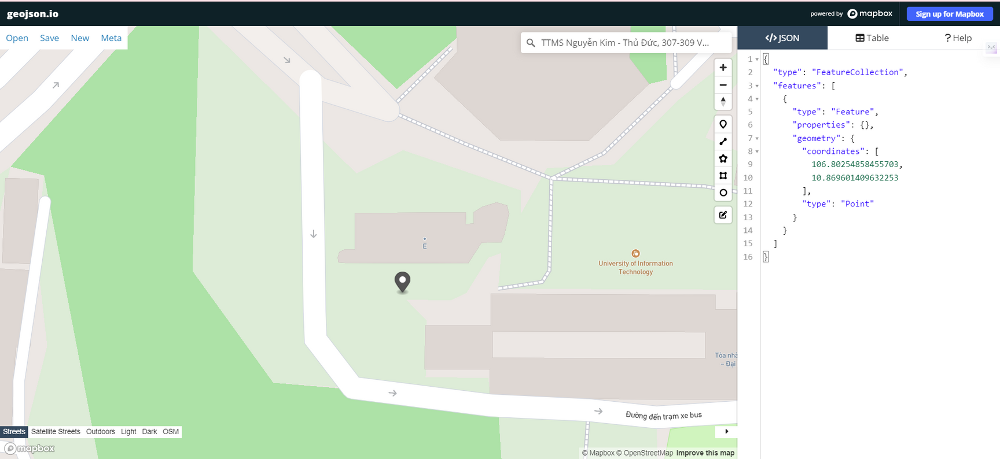 geojson.io
powered by mapbox
Sign up for Mapbox
Open Save New Meta
TTMS Nguyễn Kim - Thủ Đức, 307-309 V...
</> JSON
Table
? Help
1 {
2 "type": "FeatureCollection",
3 "features": [
4 {
5 "type": "Feature",
6 "properties": {},
7 "geometry": {
8 "coordinates": [
9 106.80254858455703,
10 10.869601409632253
11 ],
12 "type": "Point"
13 }
14 }
15 ]
16 }
E
University of Information
Technology
Tòa nhà
– Đại
Đường đến trạm xe bus
Streets Satellite Streets Outdoors Light Dark OSM
mapbox
© Mapbox © OpenStreetMap Improve this map